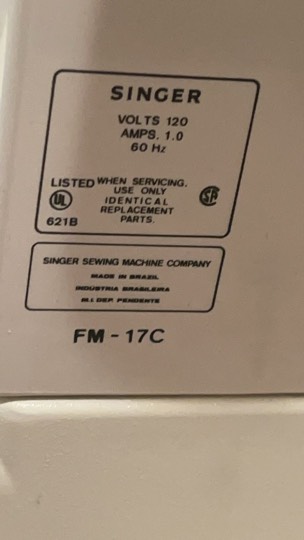 SINGER
VOLTS 120
AMPS. 1.0
60 Hz
LISTED WHEN SERVICING.
UL USE ONLY
IDENTICAL SA
REPLACEMENT
621B PARTS.
SINGER SEWING MACHINE COMPANY
MADE IN BRAZIL
INDUSTRIA BRASILEIRA
M.I. DEP. PENDENTE
FM - 17C